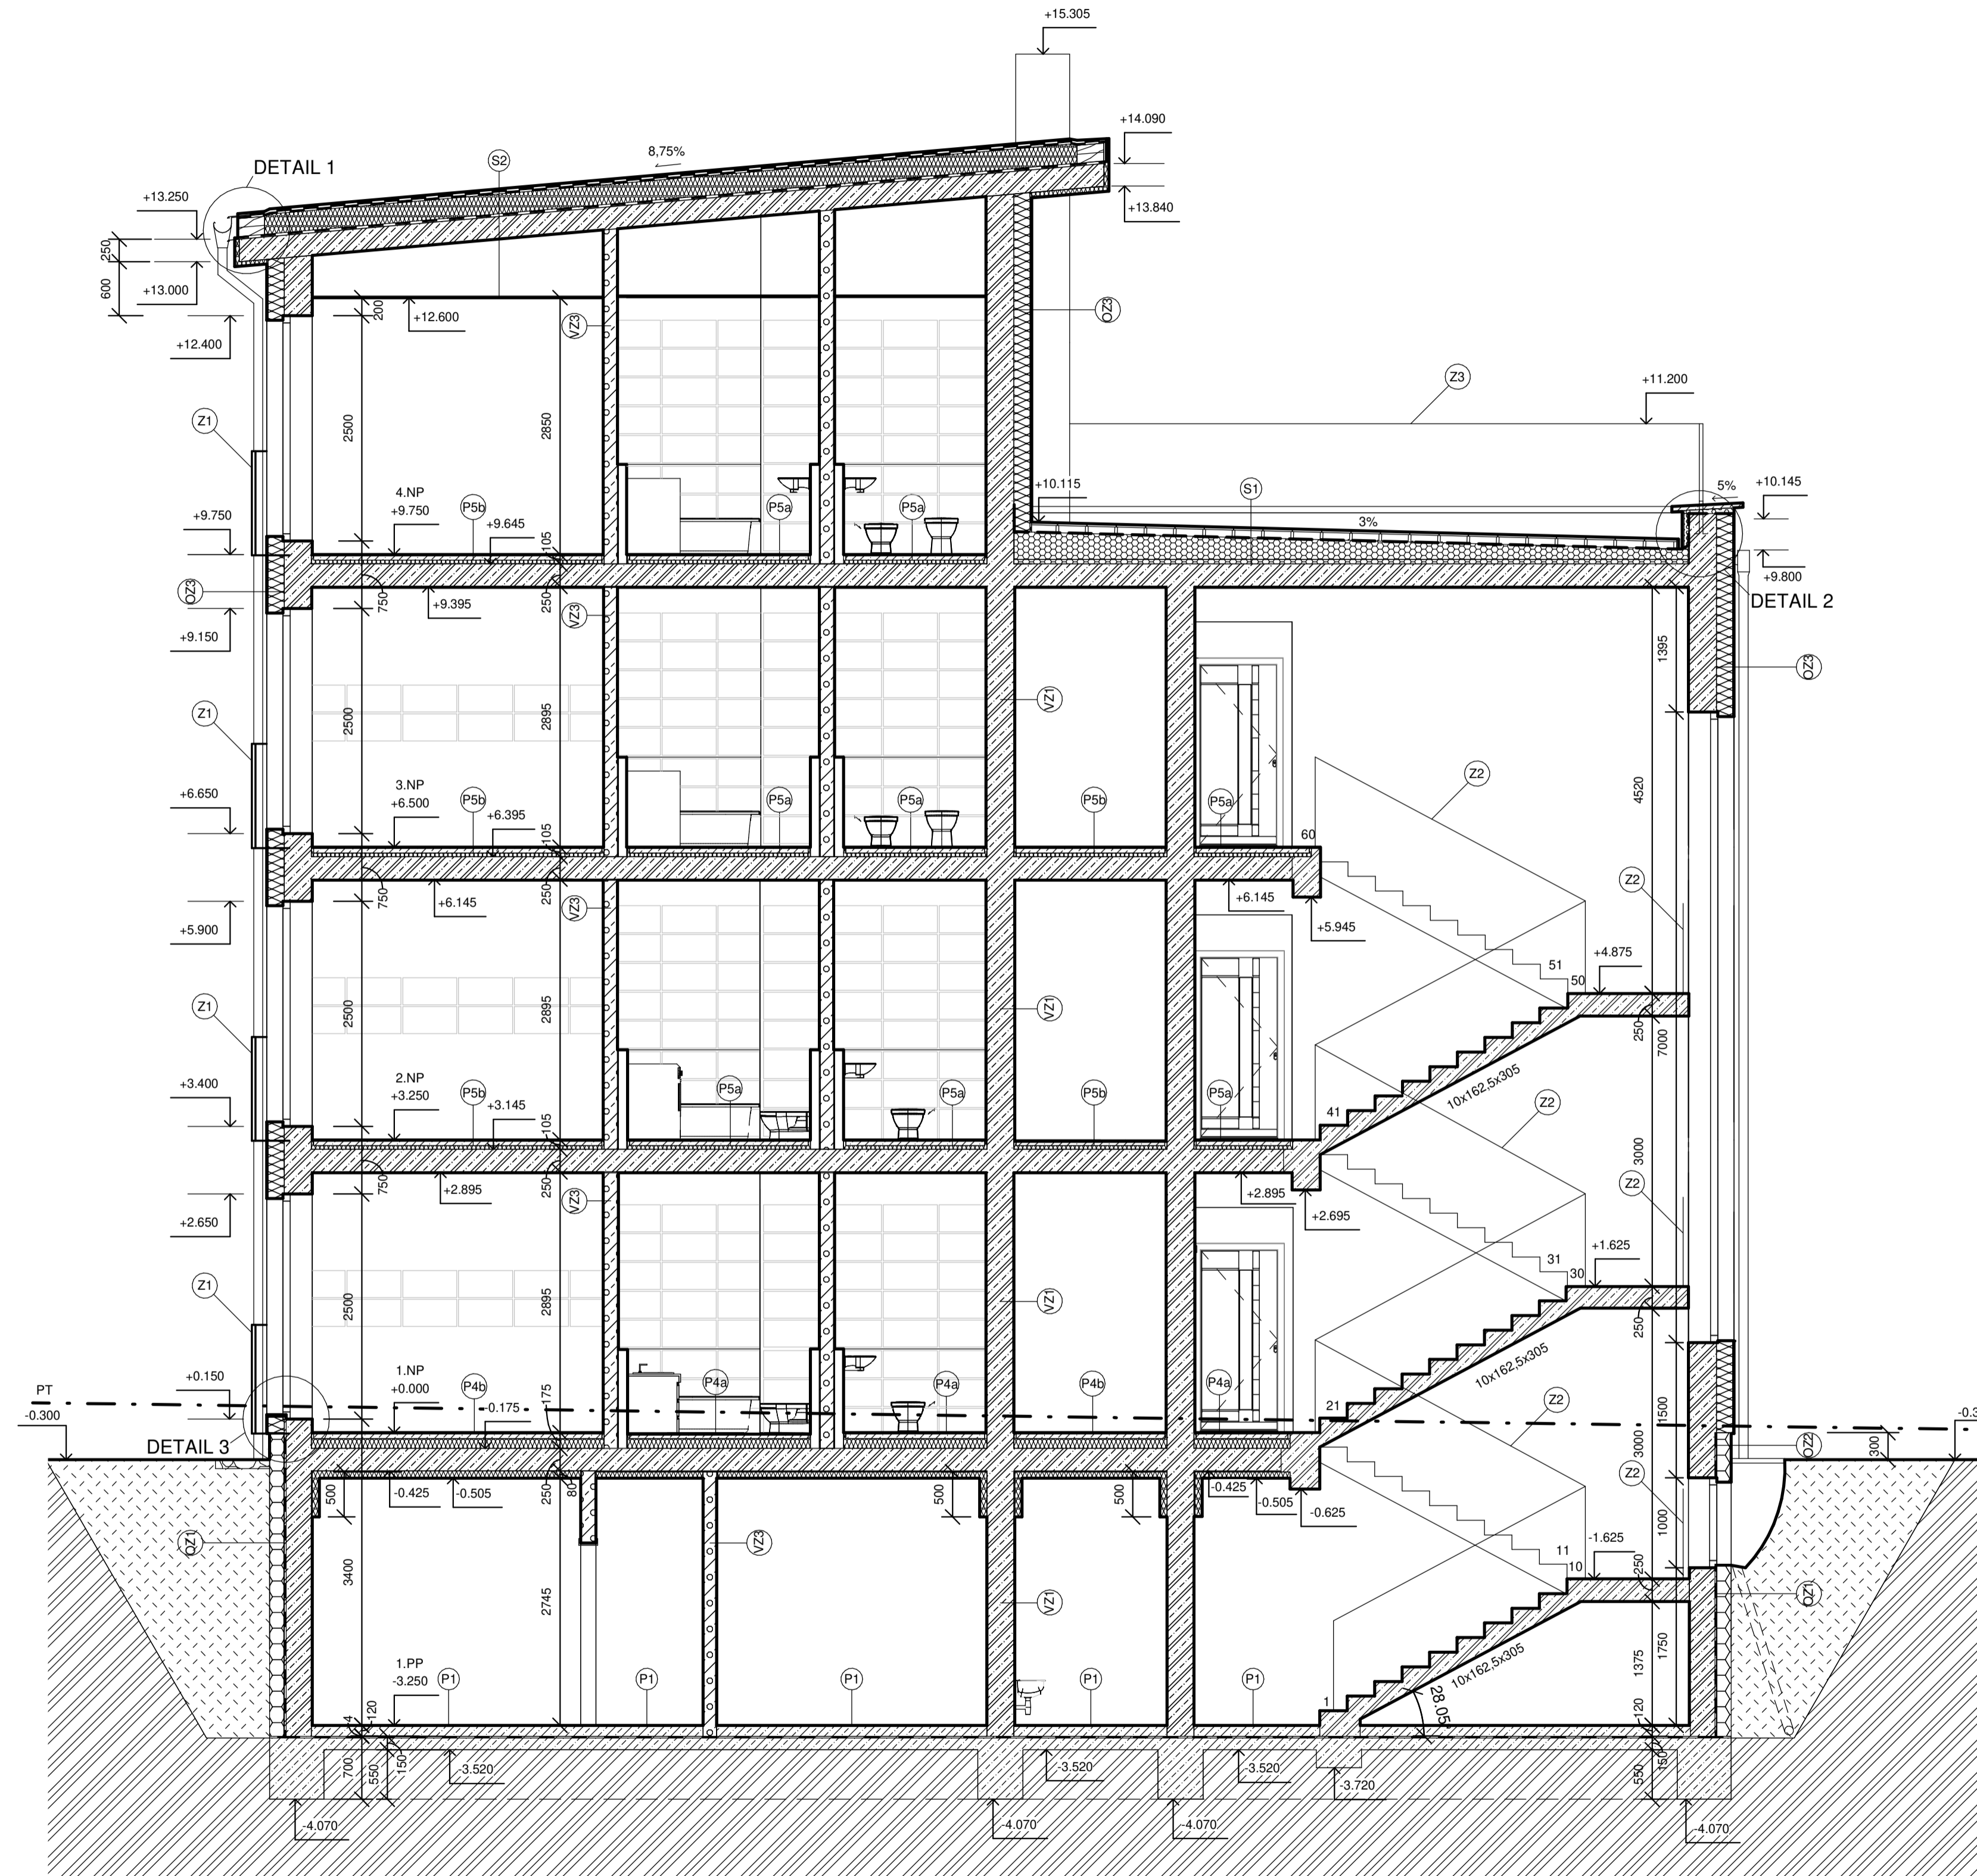 +15.305
+14.090
8,75%
S2
DETAIL 1
+13.250
+13.840
250
600
+13.000
200
+12.600
VZ3
OZ3
+12.400
Z3
+11.200
Z1
2500
2850
+10.115
S1
5%
+10.145
4.NP
+9.750
P5b
P5a
P5a
+9.750
+9.645
3%
105
+9.800
OZ3
750
250
DETAIL 2
+9.395
VZ3
+9.150
1395
OZ3
VZ1
Z1
2500
2895
Z2
4520
3.NP
+6.500
+6.650
P5b
P5a
P5a
P5b
P5a
+6.395
105
60
Z2
750
250
+6.145
VZ3
+6.145
+5.900
+5.945
+4.875
51
50
Z1
2500
2895
VZ1
250
7000
2.NP
+3.250
+3.400
P5b
P5a
P5a
P5b
P5a
10x162,5x305
+3.145
105
41
Z2
3000
750
250
+2.895
VZ3
+2.895
Z2
+2.650
+2.695
+1.625
31
30
Z1
2500
2895
VZ1
250
1.NP
+0.000
PT
+0.150
P4b
P4a
P4a
P4b
P4a
10x162,5x305
-0.300
-0.175
175
21
Z2
1500
-0.3
DETAIL 3
3000
OZ2
300
500
-0.425
-0.505
250
80
500
500
-0.425
-0.505
-0.625
Z2
OZ1
VZ3
1000
11
10
-1.625
3400
2745
VZ1
250
OZ1
1.PP
-3.250
P1
P1
P1
P1
P1
10x162,5x305
1375
1750
28.05°
1
4
120
120
700
550
150
-3.520
-3.520
-3.520
-3.720
550
150
-4.070
-4.070
-4.070
-4.070